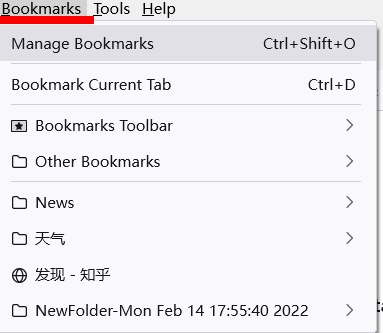 Bookmarks Tools Help
Manage Bookmarks Ctrl+Shift+O
Bookmark Current Tab Ctrl+D
Bookmarks Toolbar
Other Bookmarks
News
天气
发现 - 知乎
NewFolder-Mon Feb 14 17:55:40 2022